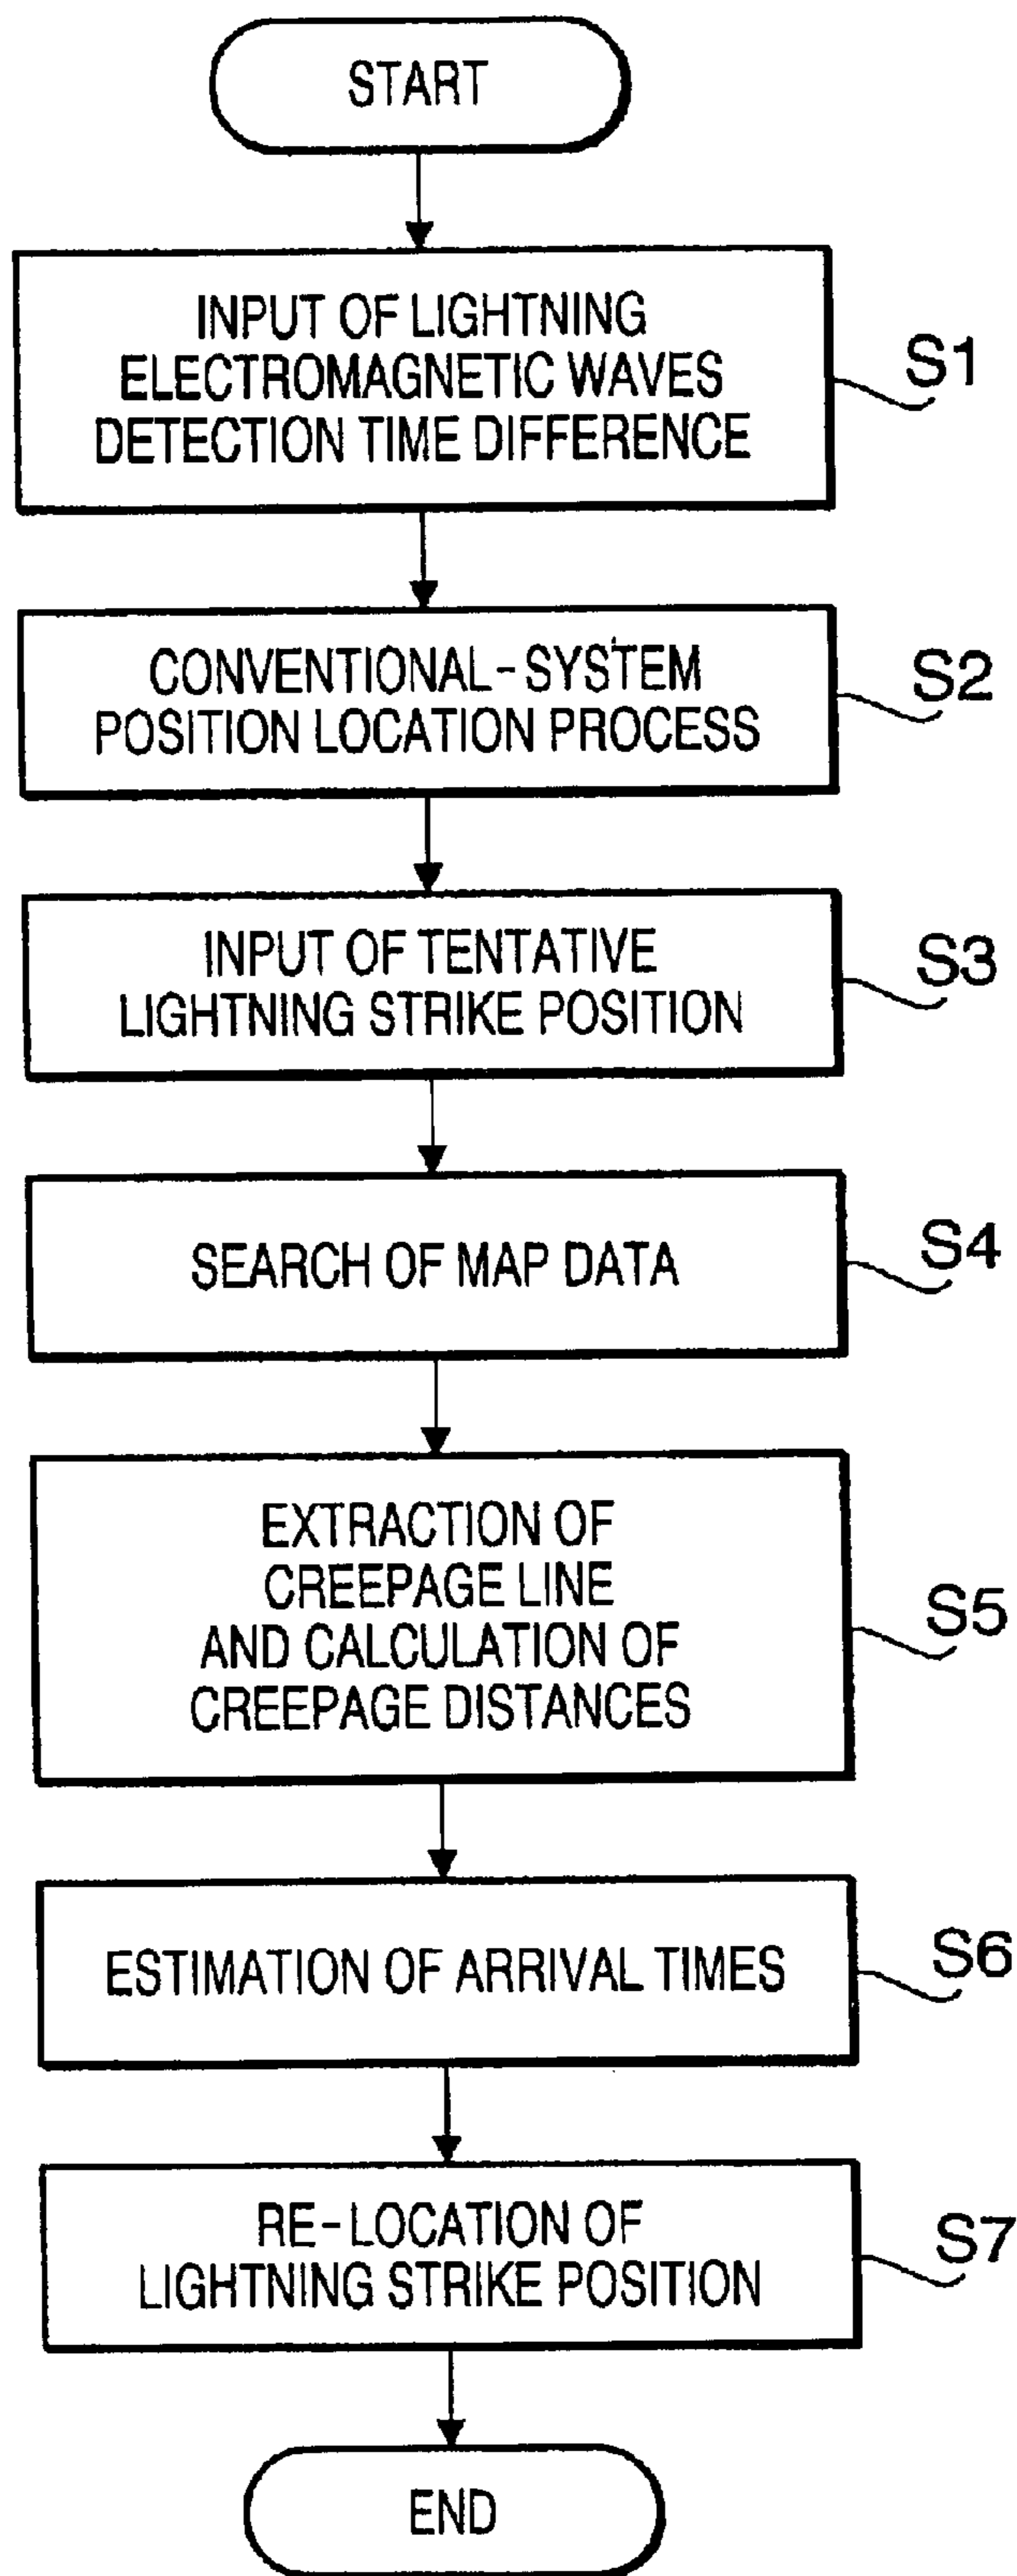 START
INPUT OF LIGHTNING
ELECTROMAGNETIC WAVES
DETECTION TIME DIFFERENCE
S1
CONVENTIONAL-SYSTEM
POSITION LOCATION PROCESS
S2
INPUT OF TENTATIVE
LIGHTNING STRIKE POSITION
S3
SEARCH OF MAP DATA
S4
EXTRACTION OF
CREEPAGE LINE
AND CALCULATION OF
CREEPAGE DISTANCES
S5
ESTIMATION OF ARRIVAL TIMES
S6
RE-LOCATION OF
LIGHTNING STRIKE POSITION
S7
END